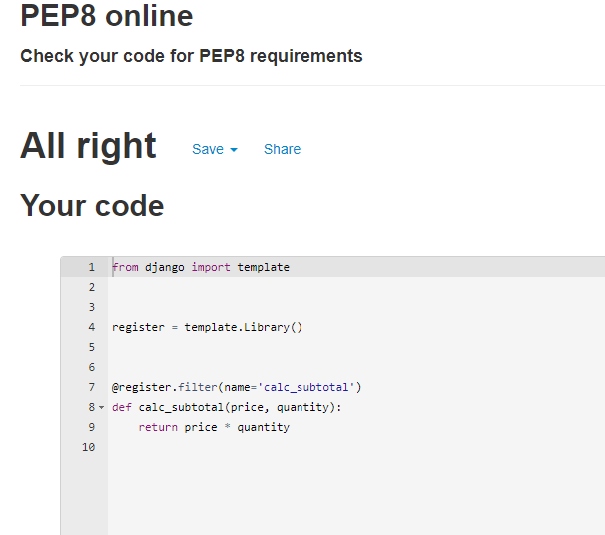 PEP8 online
Check your code for PEP8 requirements
All right Save Share
Your code
1 from django import template
2
3
4 register = template.Library()
5
6
7 @register.filter(name='calc_subtotal')
8 def calc_subtotal(price, quantity):
9     return price * quantity
10